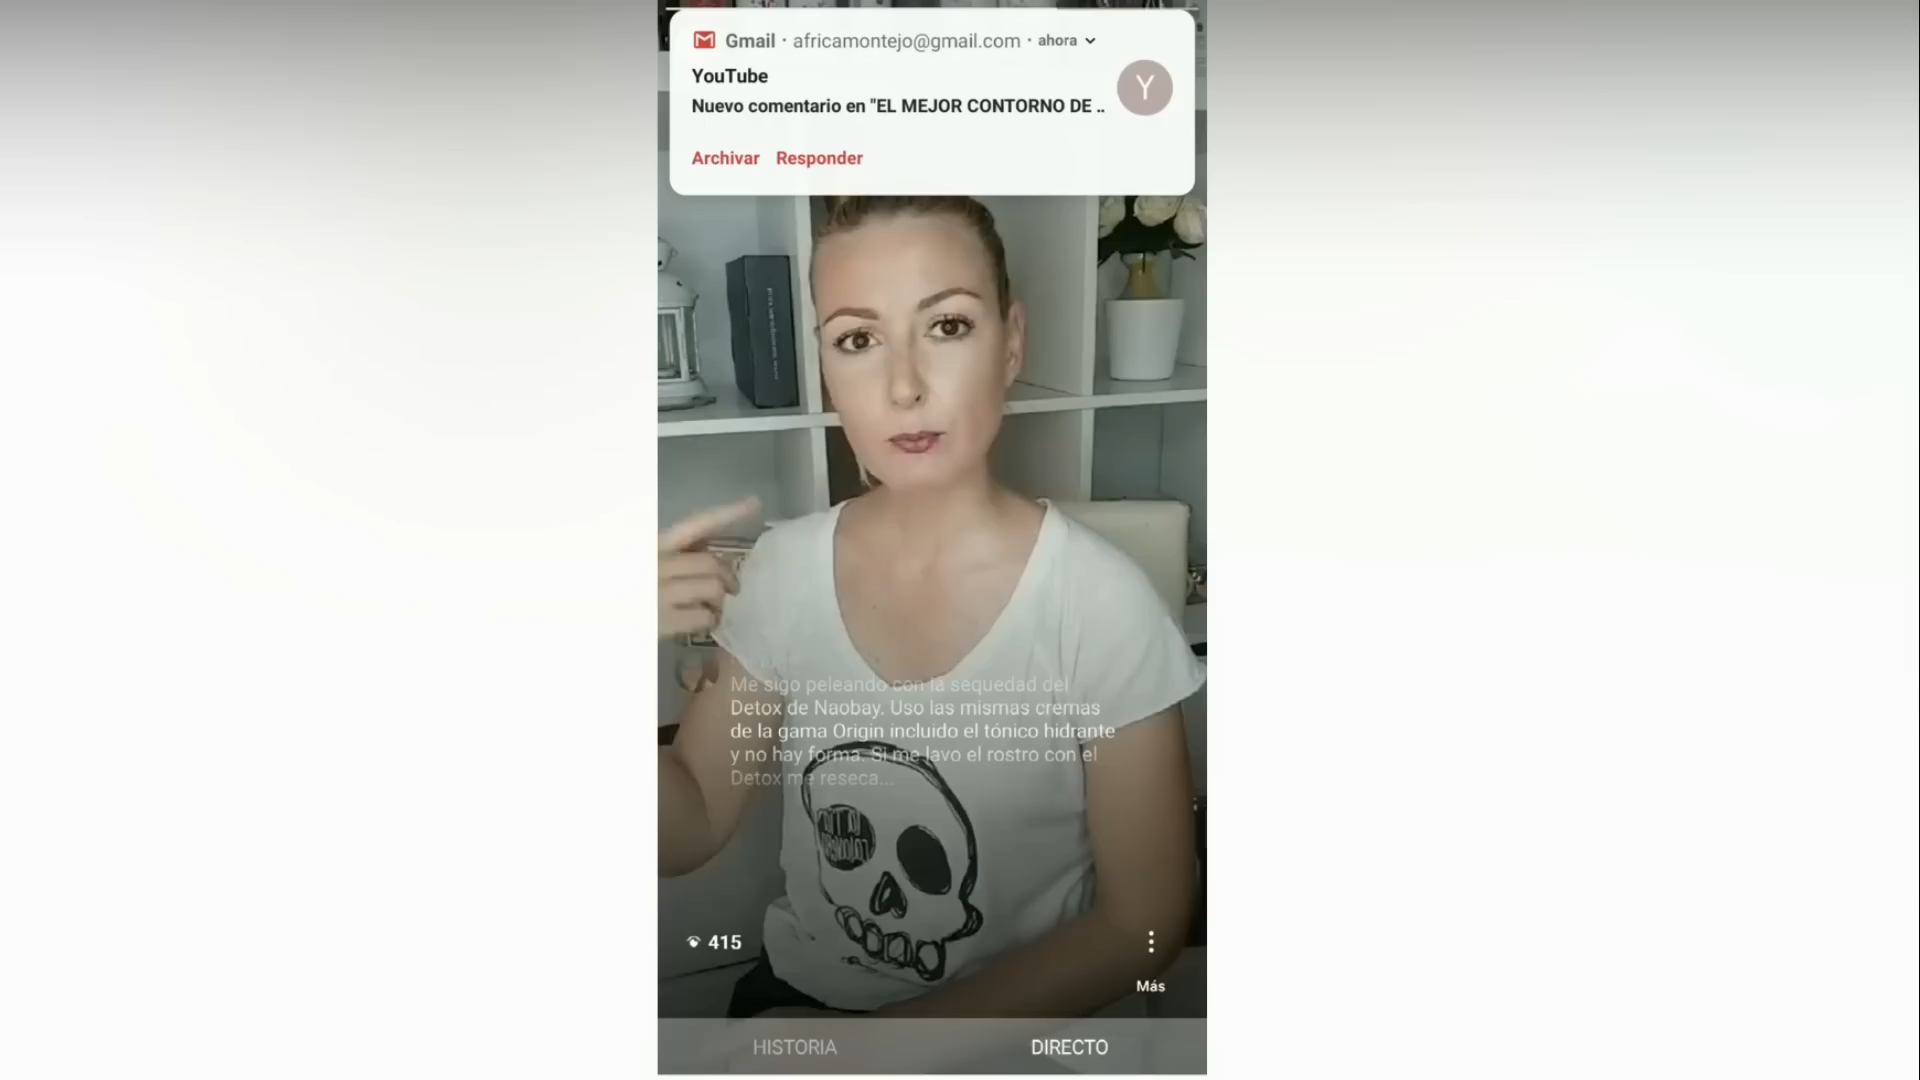 Gmail · africamontejo@gmail.com · ahora
YouTube
Y
Nuevo comentario en "EL MEJOR CONTORNO DE ..
Archivar Responder
Me sigo peleando con la sequedad del
Detox de Naobay. Uso las mismas cremas
de la gama Origin incluido el tónico hidrante
y no hay forma. Si me lavo el rostro con el
Detox me reseca...
415
Más
HISTORIA DIRECTO